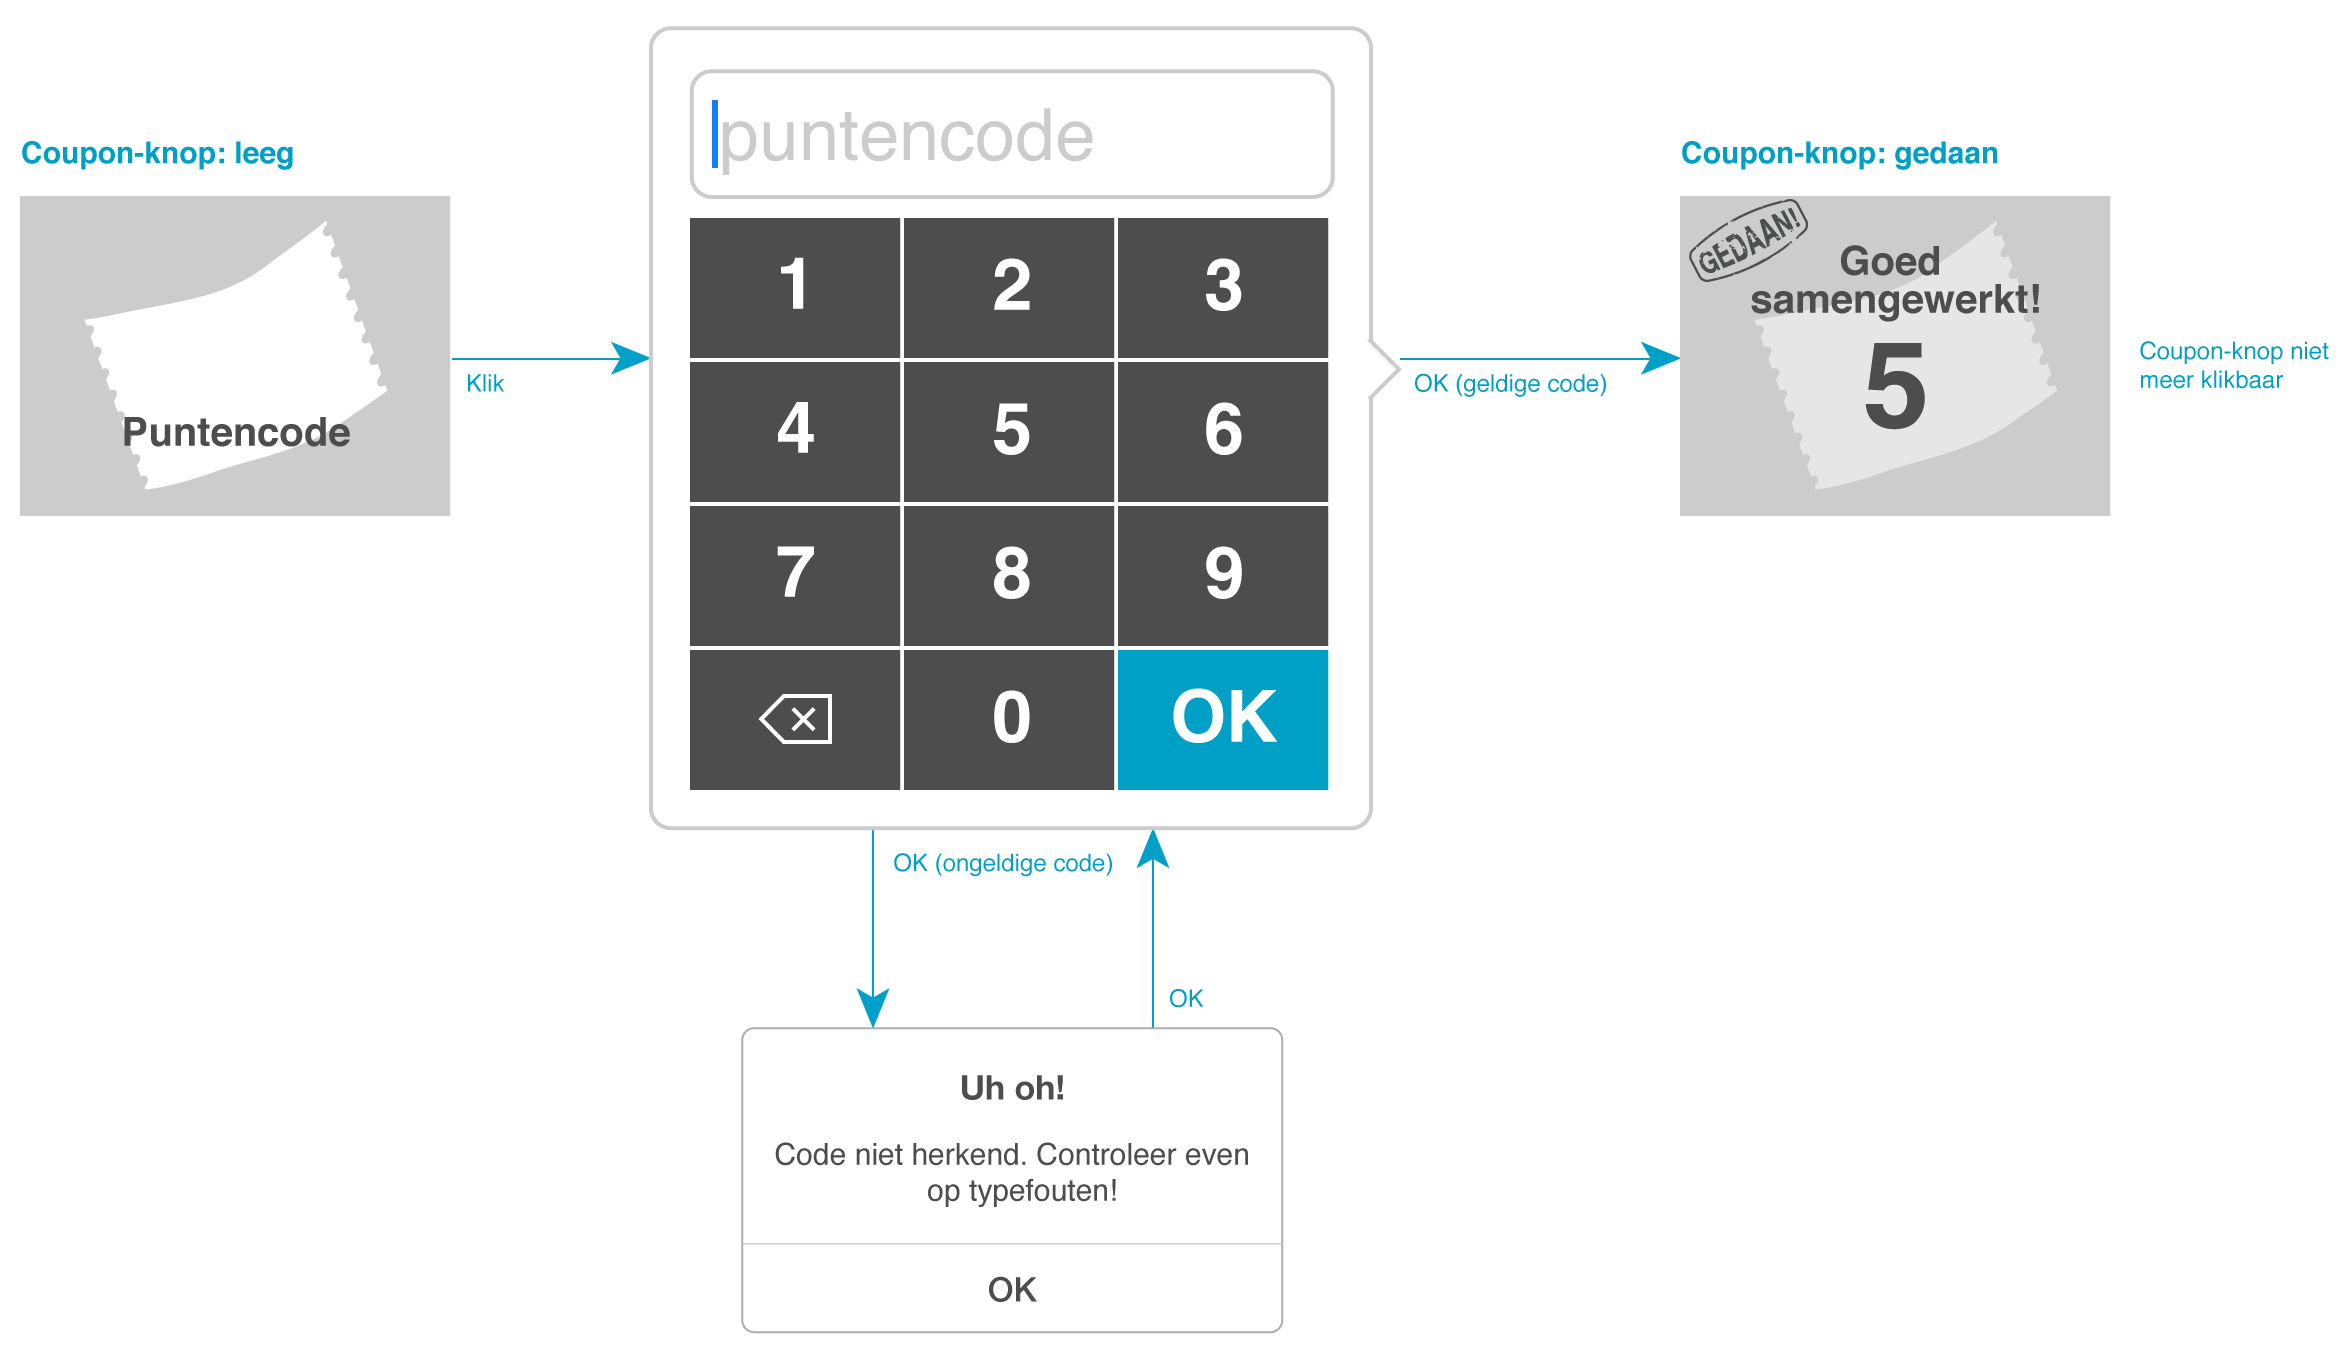 Coupon-knop: leeg
Puntencode
Klik
puntencode
1 2 3
4 5 6
7 8 9
0 OK
OK (geldige code)
Coupon-knop: gedaan
GEDAAN!
Goed
samengewerkt!
5
Coupon-knop niet
meer klikbaar
OK (ongeldige code)
OK
Uh oh!
Code niet herkend. Controleer even
op typefouten!
OK